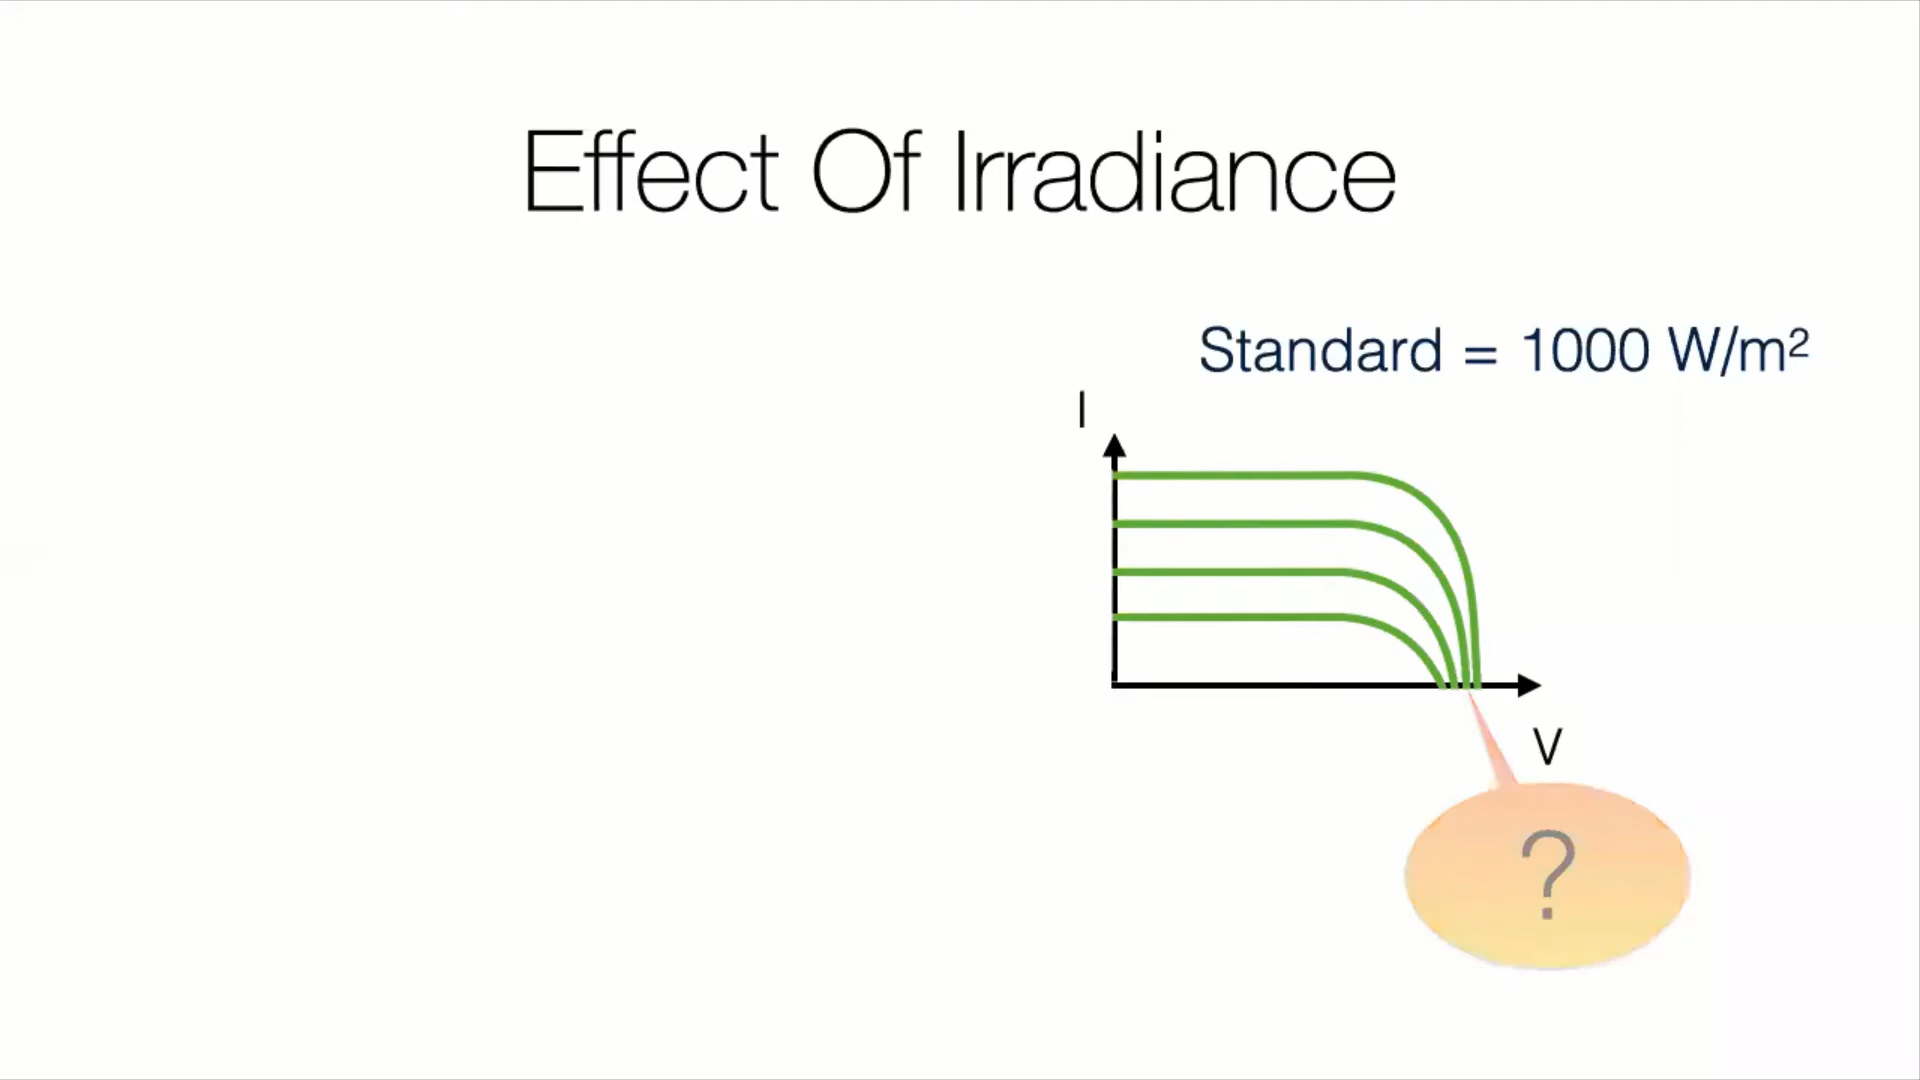 Effect Of Irradiance
Standard = 1000 W/m²
I
V
?